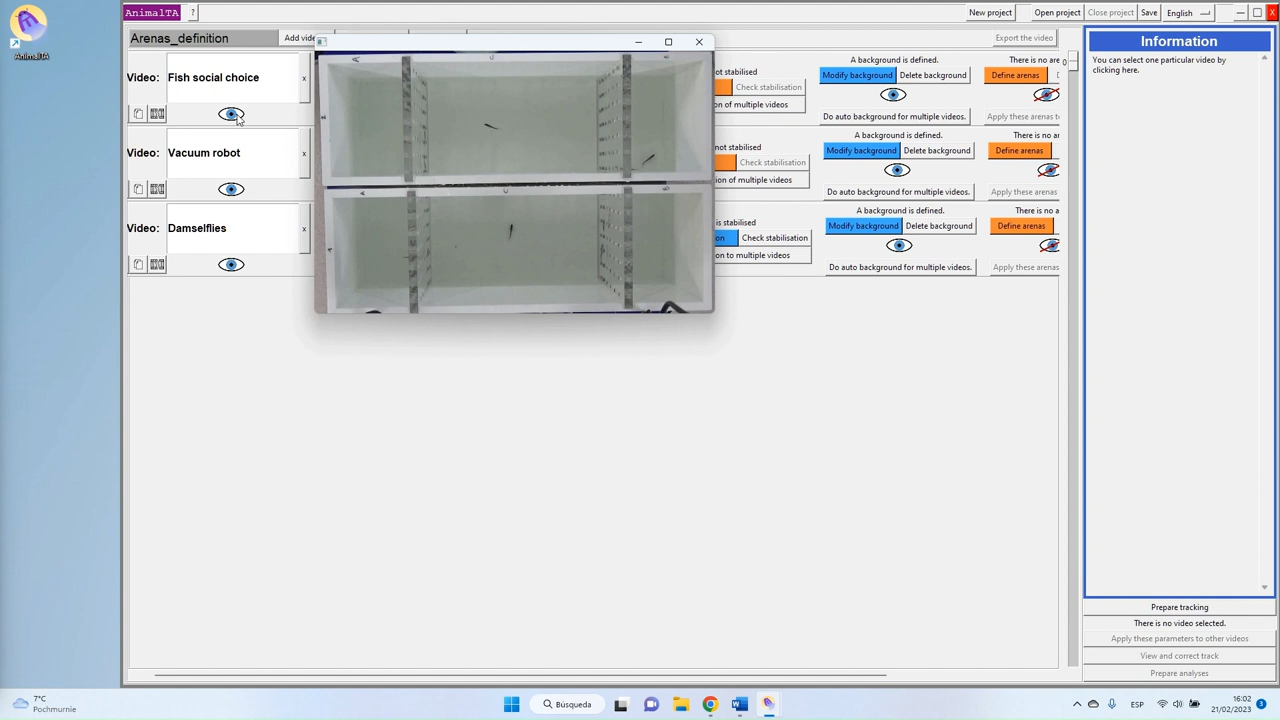 AnimalTA ? New project Open project Close project Save English X
Arenas_definition Add vide Export the video
Video: Fish social choice x
Video: Vacuum robot x
Video: Damselflies x
not stabilised
Check stabilisation
on of multiple videos
not stabilised
Check stabilisation
on of multiple videos
is stabilised
on Check stabilisation
on to multiple videos
A background is defined.
Modify background Delete background
Do auto background for multiple videos.
A background is defined.
Modify background Delete background
Do auto background for multiple videos.
A background is defined.
Modify background Delete background
Do auto background for multiple videos.
There is no are
Define arenas D
Apply these arenas to
There is no a
Define arenas
Apply these arenas
There is no a
Define arenas
Apply these arenas
0
Information
You can select one particular video by
clicking here.
Prepare tracking
There is no video selected.
Apply these parameters to other videos
View and correct track
Prepare analyses
AnimalTA
7°C
Pochmurnie
Búsqueda
ESP
16:02
21/02/2023
3